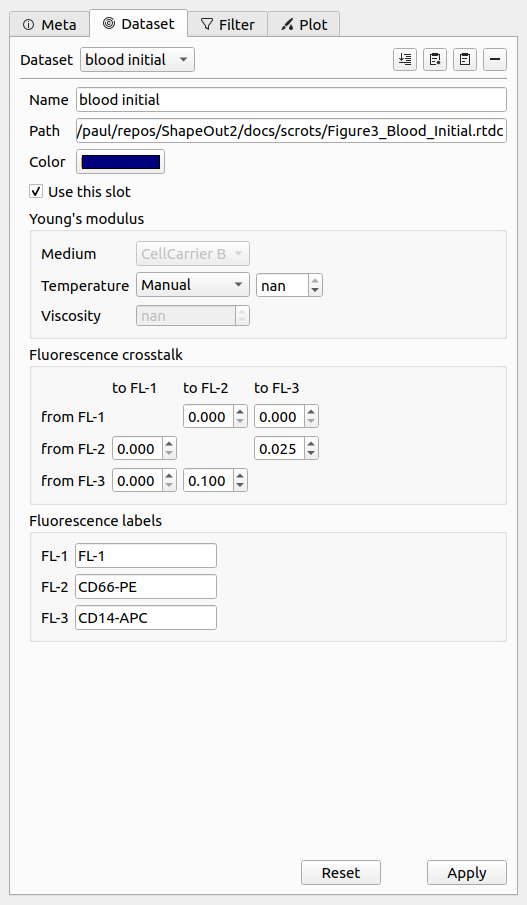 Meta Dataset Filter Plot
Dataset blood initial
Name blood initial
Path /paul/repos/ShapeOut2/docs/scrots/Figure3_Blood_Initial.rtdc
Color
Use this slot
Young's modulus
Medium CellCarrier B
Temperature Manual nan
Viscosity nan
Fluorescence crosstalk
to FL-1 to FL-2 to FL-3
from FL-1 0.000 0.000
from FL-2 0.000 0.025
from FL-3 0.000 0.100
Fluorescence labels
FL-1 FL-1
FL-2 CD66-PE
FL-3 CD14-APC
Reset Apply